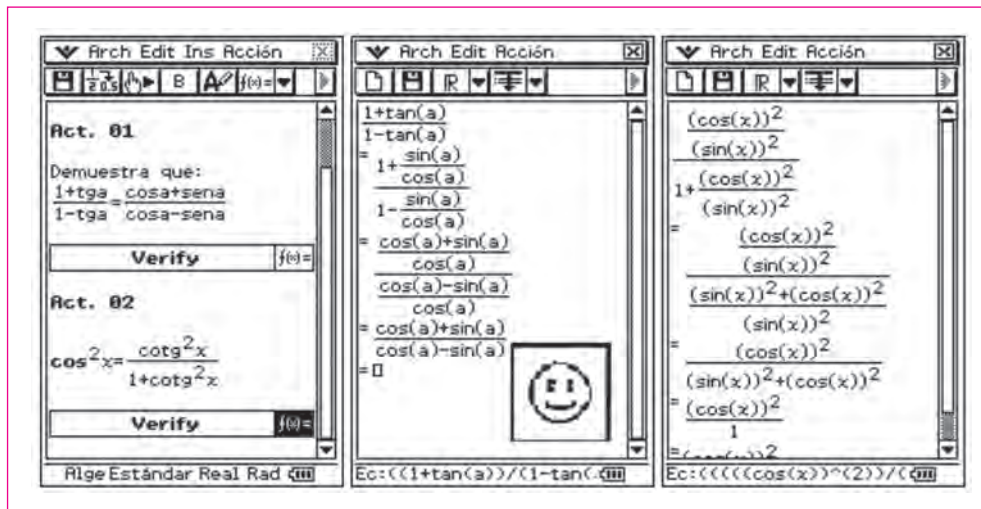 Arch Edit Ins Acción
B
Act. 01
Demuestra que:
1+tga/1-tga=cosa+sena/cosa-sena
Verify f(x)=
Act. 02
cos²x=cotg²x/1+cotg²x
Verify f(x)=
Alge Estándar Real Rad
Arch Edit Acción
1+tan(a)
1-tan(a)
= 1+ sin(a)
cos(a)
1- sin(a)
cos(a)
= cos(a)+sin(a)
cos(a)
cos(a)-sin(a)
cos(a)
= cos(a)+sin(a)
cos(a)-sin(a)
=
Ec:((1+tan(a))/(1-tan(
Arch Edit Acción
(cos(x))²
(sin(x))²
1+ (cos(x))²
(sin(x))²
= (cos(x))²
(sin(x))²
(sin(x))²+(cos(x))²
(sin(x))²
= (cos(x))²
(sin(x))²+(cos(x))²
= (cos(x))²
1
Ec:(((((cos(x))^(2))/(